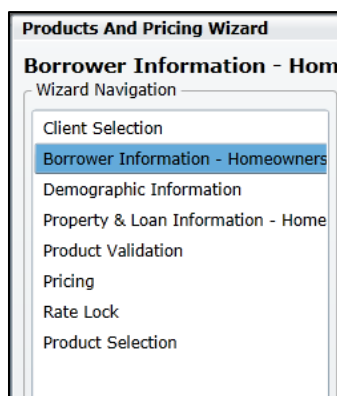 Products And Pricing Wizard
Borrower Information - Hom
Wizard Navigation
Client Selection
Borrower Information - Homeowners
Demographic Information
Property & Loan Information - Home
Product Validation
Pricing
Rate Lock
Product Selection